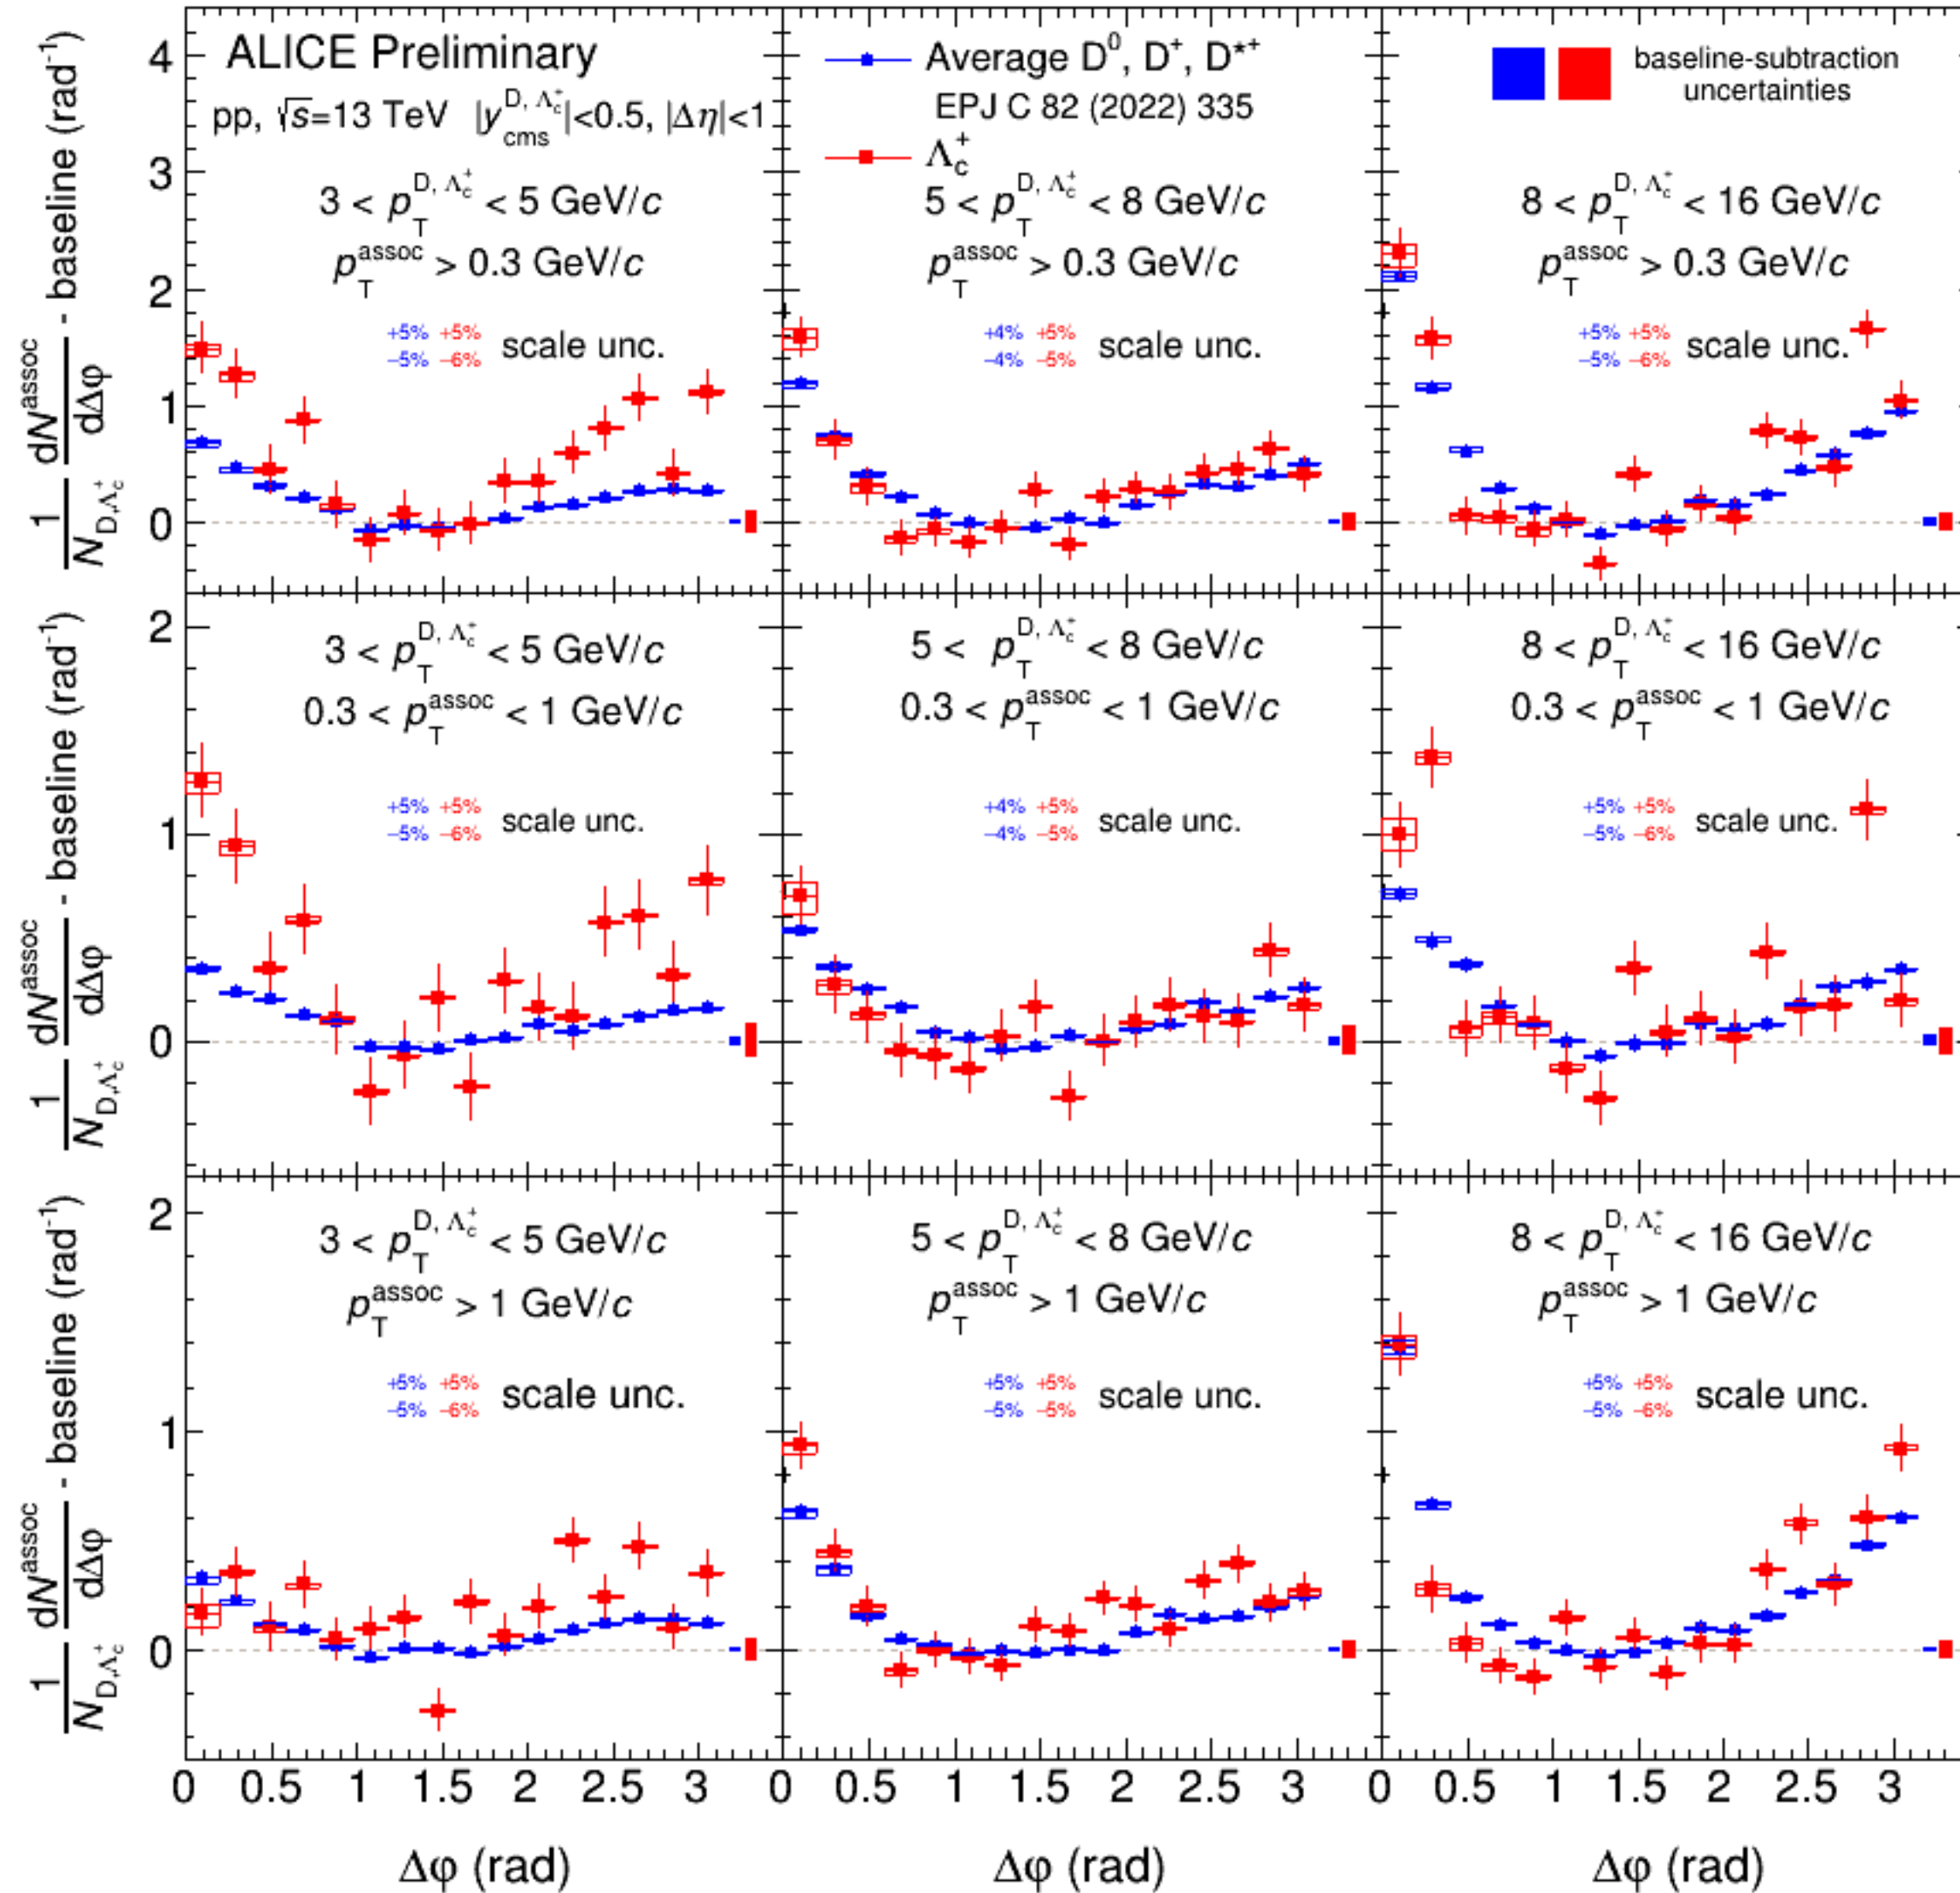 ALICE Preliminary
pp, √s=13 TeV |y_cms^{D, Λc+}|<0.5, |Δη|<1
3 < p_T^{D, Λc+} < 5 GeV/c
p_T^{assoc} > 0.3 GeV/c
+5% +5%
−5% −6%
scale unc.
Average D⁰, D⁺, D*⁺
EPJ C 82 (2022) 335
Λc+
5 < p_T^{D, Λc+} < 8 GeV/c
p_T^{assoc} > 0.3 GeV/c
+4% +5%
−4% −5%
scale unc.
baseline-subtraction
uncertainties
8 < p_T^{D, Λc+} < 16 GeV/c
p_T^{assoc} > 0.3 GeV/c
+5% +5%
−5% −6%
scale unc.
4
3
2
1
0
1/N_{D,Λc+} dN^{assoc}/dΔφ - baseline (rad⁻¹)
3 < p_T^{D, Λc+} < 5 GeV/c
0.3 < p_T^{assoc} < 1 GeV/c
+5% +5%
−5% −6%
scale unc.
5 < p_T^{D, Λc+} < 8 GeV/c
0.3 < p_T^{assoc} < 1 GeV/c
+4% +5%
−4% −5%
scale unc.
8 < p_T^{D, Λc+} < 16 GeV/c
0.3 < p_T^{assoc} < 1 GeV/c
+5% +5%
−5% −6%
scale unc.
2
1
0
1/N_{D,Λc+} dN^{assoc}/dΔφ - baseline (rad⁻¹)
3 < p_T^{D, Λc+} < 5 GeV/c
p_T^{assoc} > 1 GeV/c
+5% +5%
−5% −6%
scale unc.
5 < p_T^{D, Λc+} < 8 GeV/c
p_T^{assoc} > 1 GeV/c
+5% +5%
−5% −5%
scale unc.
8 < p_T^{D, Λc+} < 16 GeV/c
p_T^{assoc} > 1 GeV/c
+5% +5%
−5% −6%
scale unc.
2
1
0
1/N_{D,Λc+} dN^{assoc}/dΔφ - baseline (rad⁻¹)
0 0.5 1 1.5 2 2.5 3 0 0.5 1 1.5 2 2.5 3 0 0.5 1 1.5 2 2.5 3
Δφ (rad) Δφ (rad) Δφ (rad)